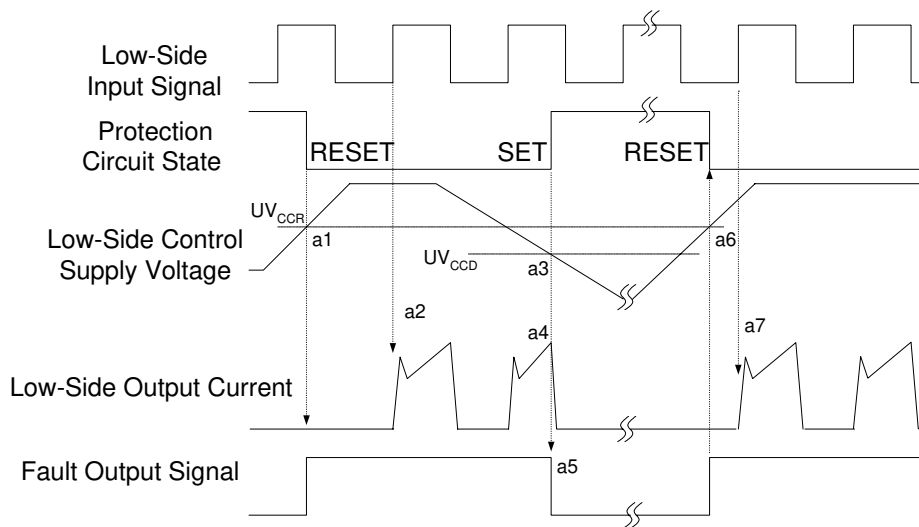 Low-Side
Input Signal
Protection
Circuit State
RESET
SET
RESET
UVCCR
a1
a6
Low-Side Control
Supply Voltage
UVCCD
a3
a2
a4
a7
Low-Side Output Current
Fault Output Signal
a5